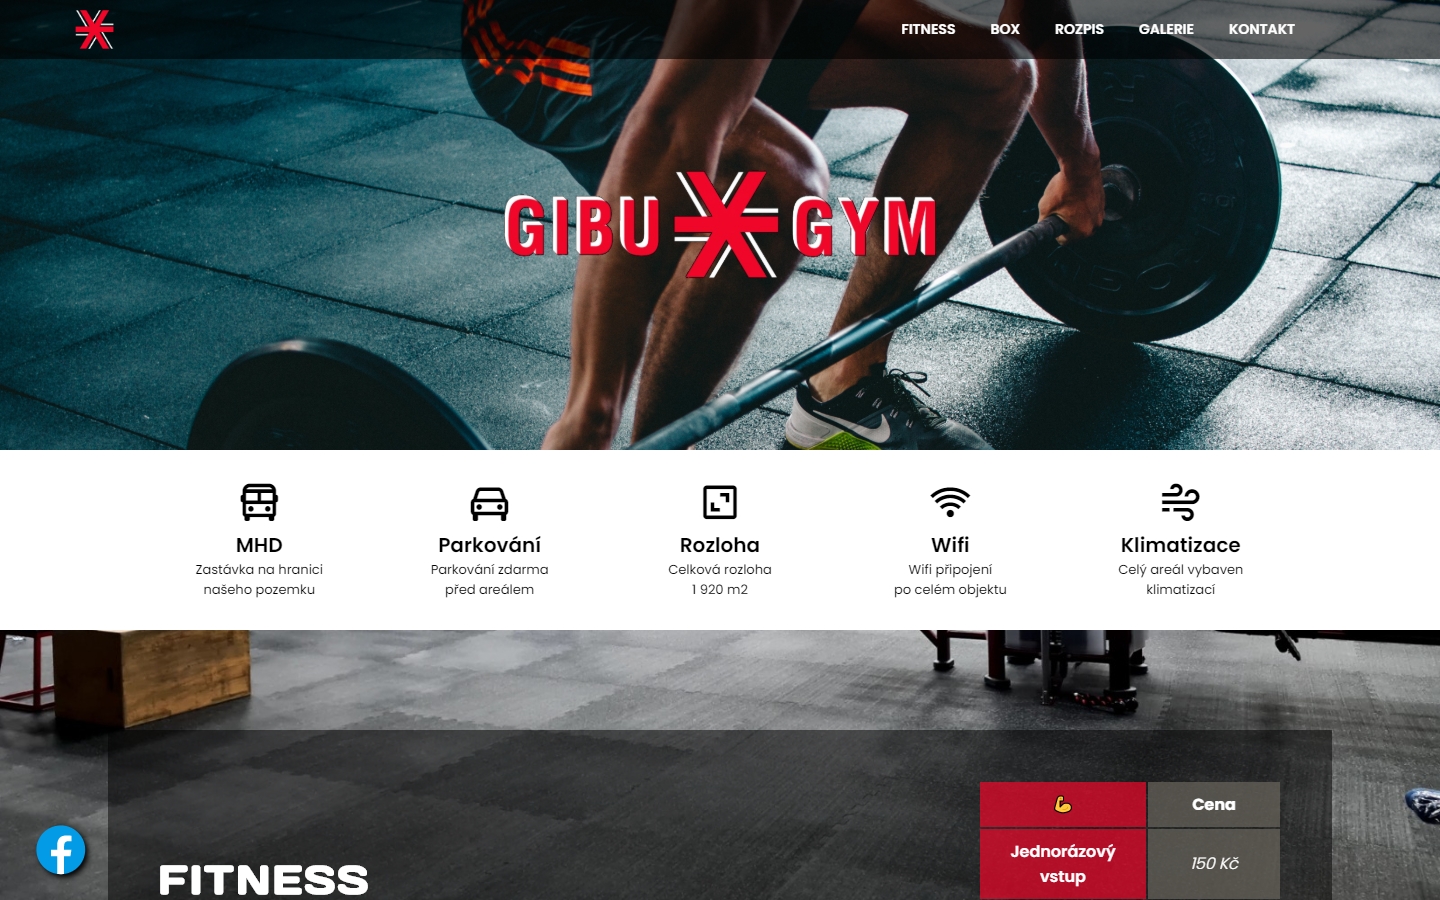 FITNESS BOX ROZPIS GALERIE KONTAKT
GIBU GYM
MHD
Zastávka na hranici
našeho pozemku
Parkování
Parkování zdarma
před areálem
Rozloha
Celková rozloha
1 920 m2
Wifi
Wifi připojení
po celém objektu
Klimatizace
Celý areál vybaven
klimatizací
FITNESS
Cena
Jednorázový
vstup
150 Kč